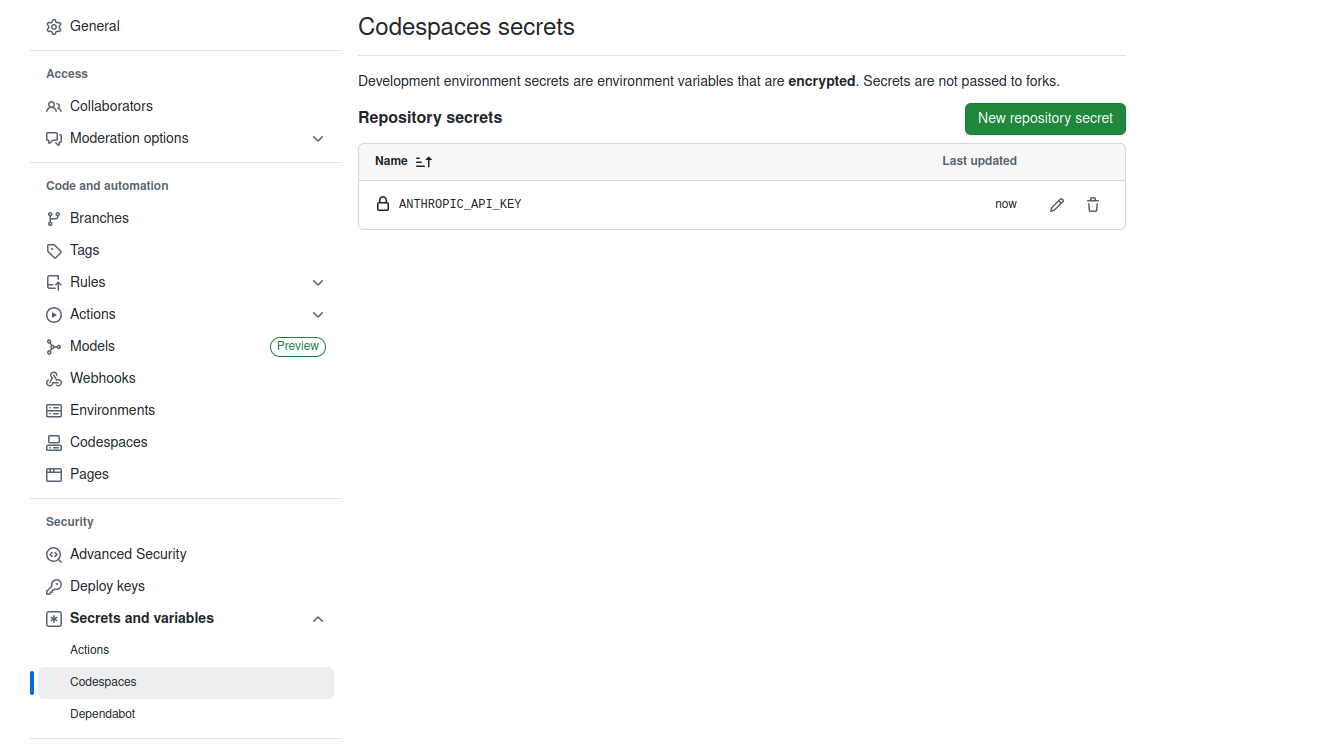 General
Access
Collaborators
Moderation options
Code and automation
Branches
Tags
Rules
Actions
Models
Preview
Webhooks
Environments
Codespaces
Pages
Security
Advanced Security
Deploy keys
Secrets and variables
Actions
Codespaces
Dependabot
Codespaces secrets
Development environment secrets are environment variables that are encrypted. Secrets are not passed to forks.
Repository secrets
New repository secret
Name
Last updated
ANTHROPIC_API_KEY
now